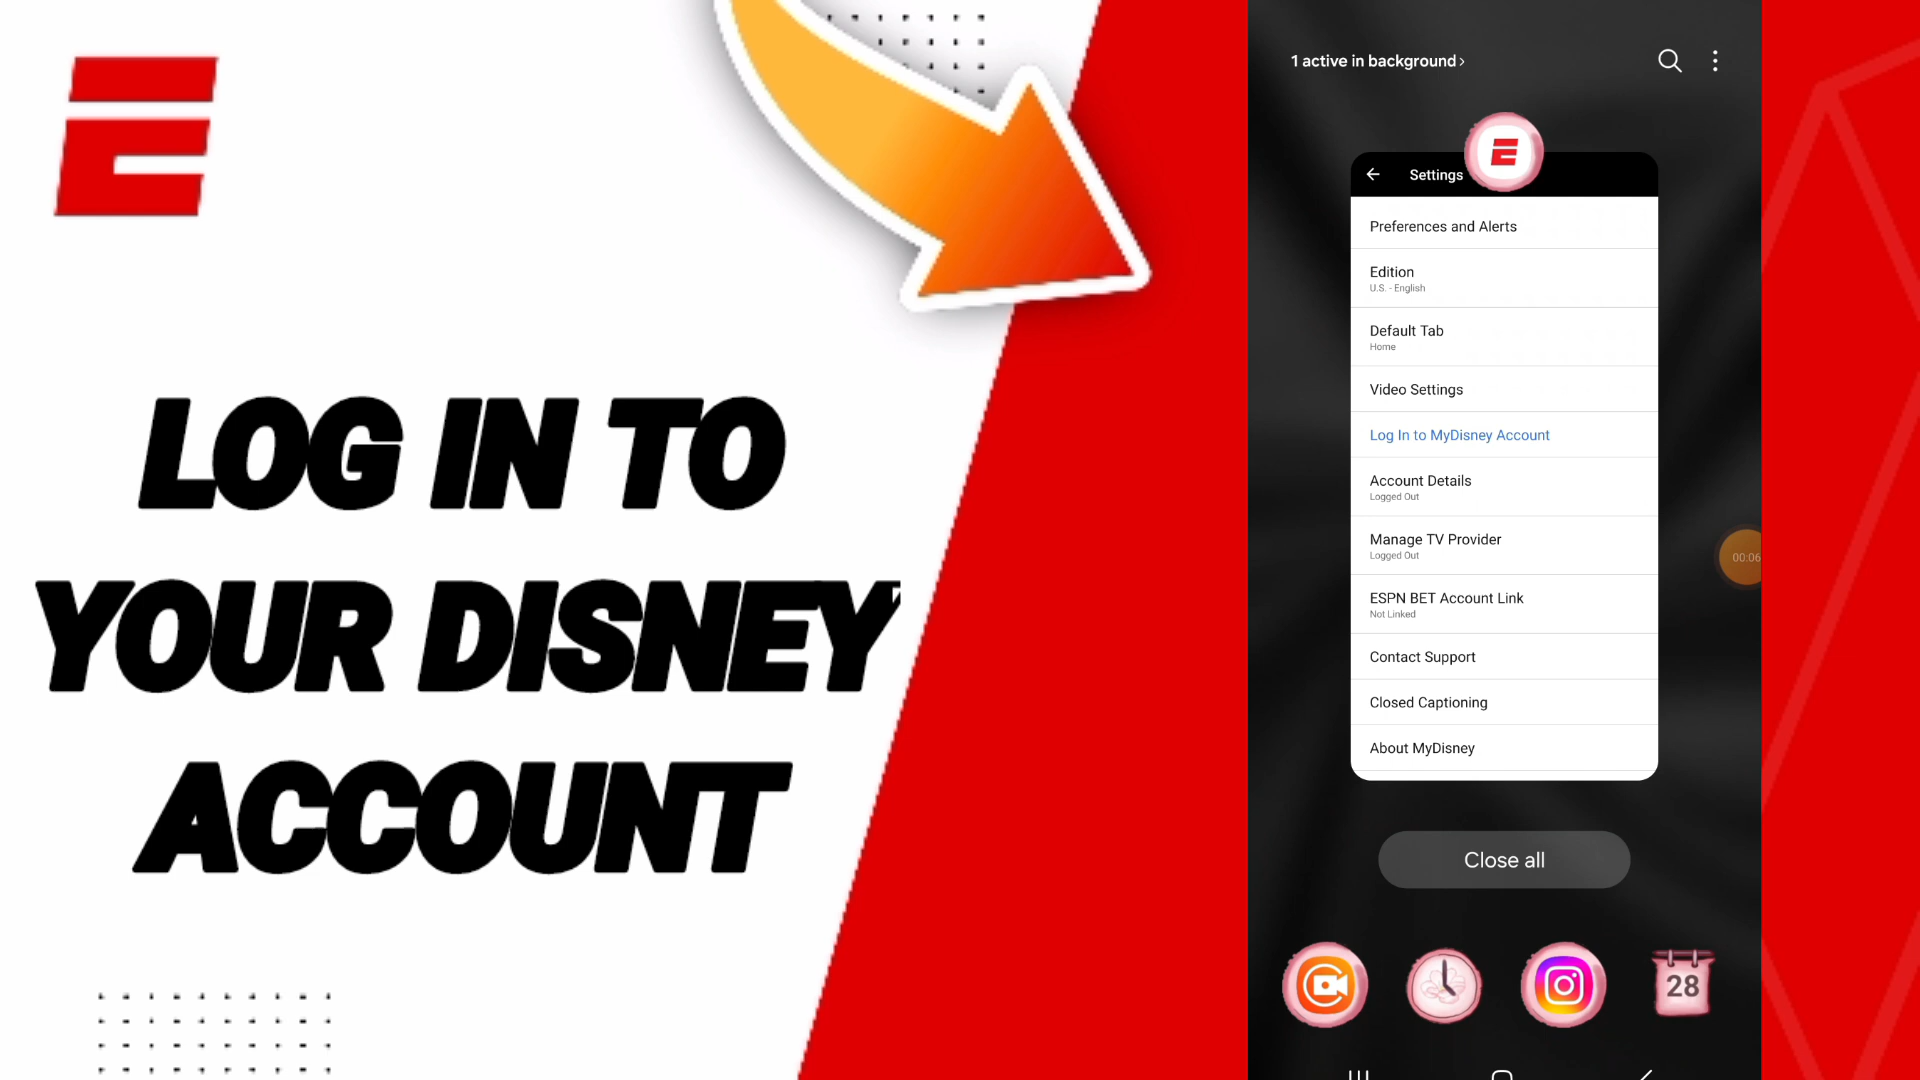 LOG IN TO
YOUR DISNEY
ACCOUNT
1 active in background ›
Settings
Preferences and Alerts
Edition
U.S. - English
Default Tab
Home
Video Settings
Log In to MyDisney Account
Account Details
Logged Out
Manage TV Provider
Logged Out
ESPN BET Account Link
Not Linked
Contact Support
Closed Captioning
About MyDisney
00:06
Close all
28